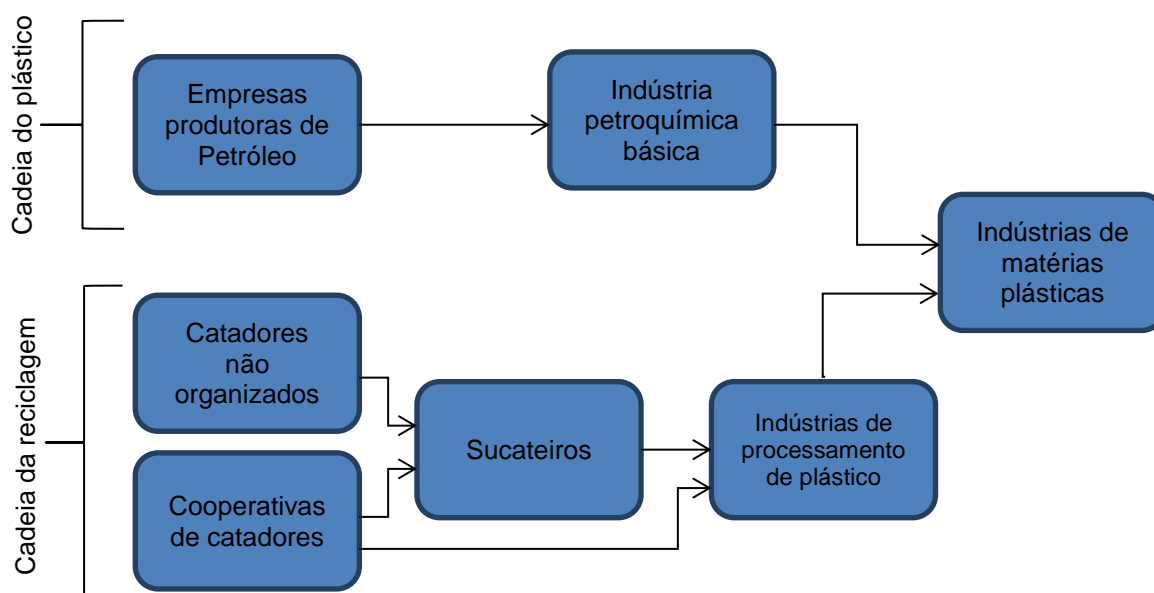 Cadeia do plástico
Empresas
produtoras de
Petróleo
Indústria
petroquímica
básica
Indústrias de
matérias
plásticas
Cadeia da reciclagem
Catadores
não
organizados
Sucateiros
Indústrias de
processamento
de plástico
Cooperativas
de catadores